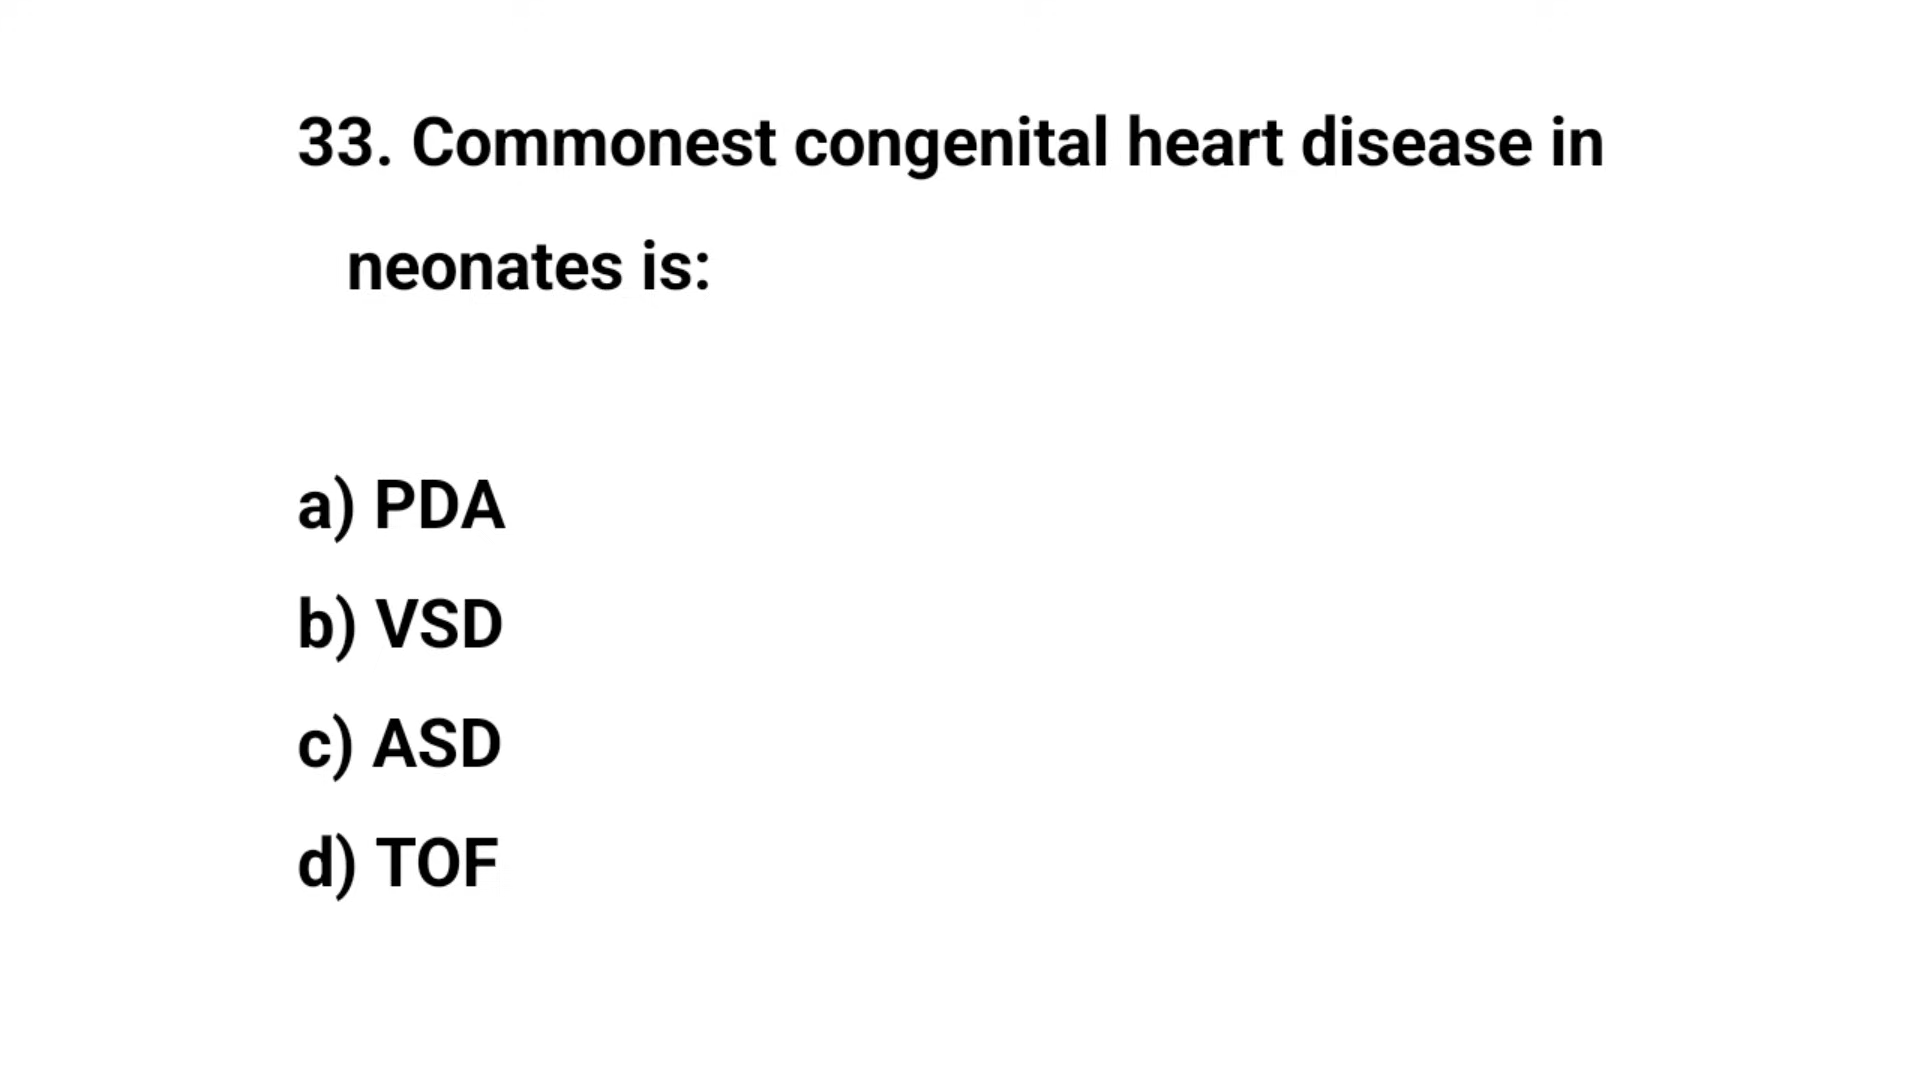 33. Commonest congenital heart disease in
neonates is:
a) PDA
b) VSD
c) ASD
d) TOF